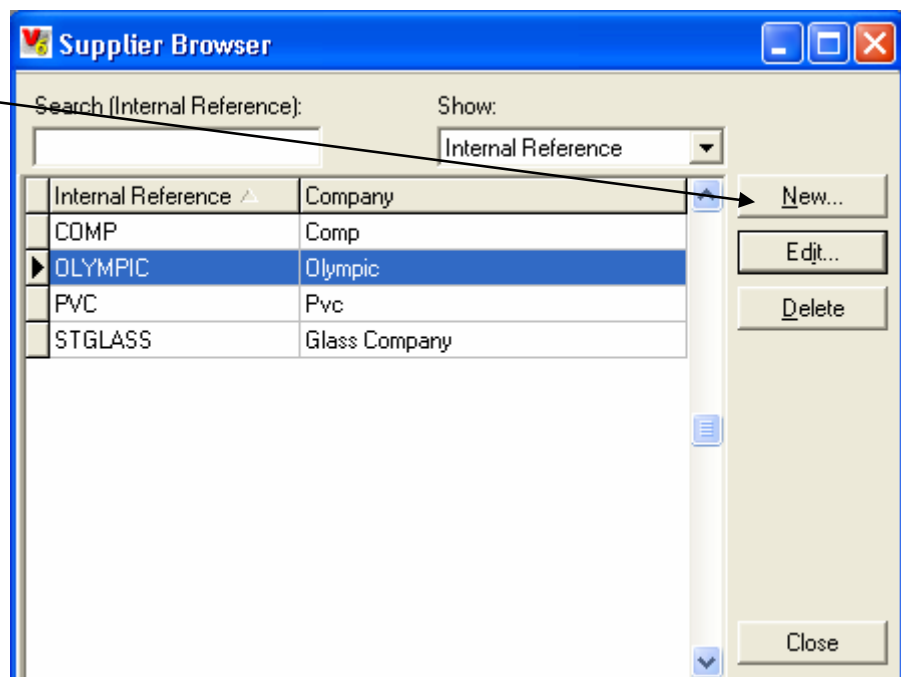 V6 Supplier Browser
Search (Internal Reference): Show:
Internal Reference
Internal Reference Company
COMP Comp
OLYMPIC Olympic
PVC Pvc
STGLASS Glass Company
New...
Edit...
Delete
Close